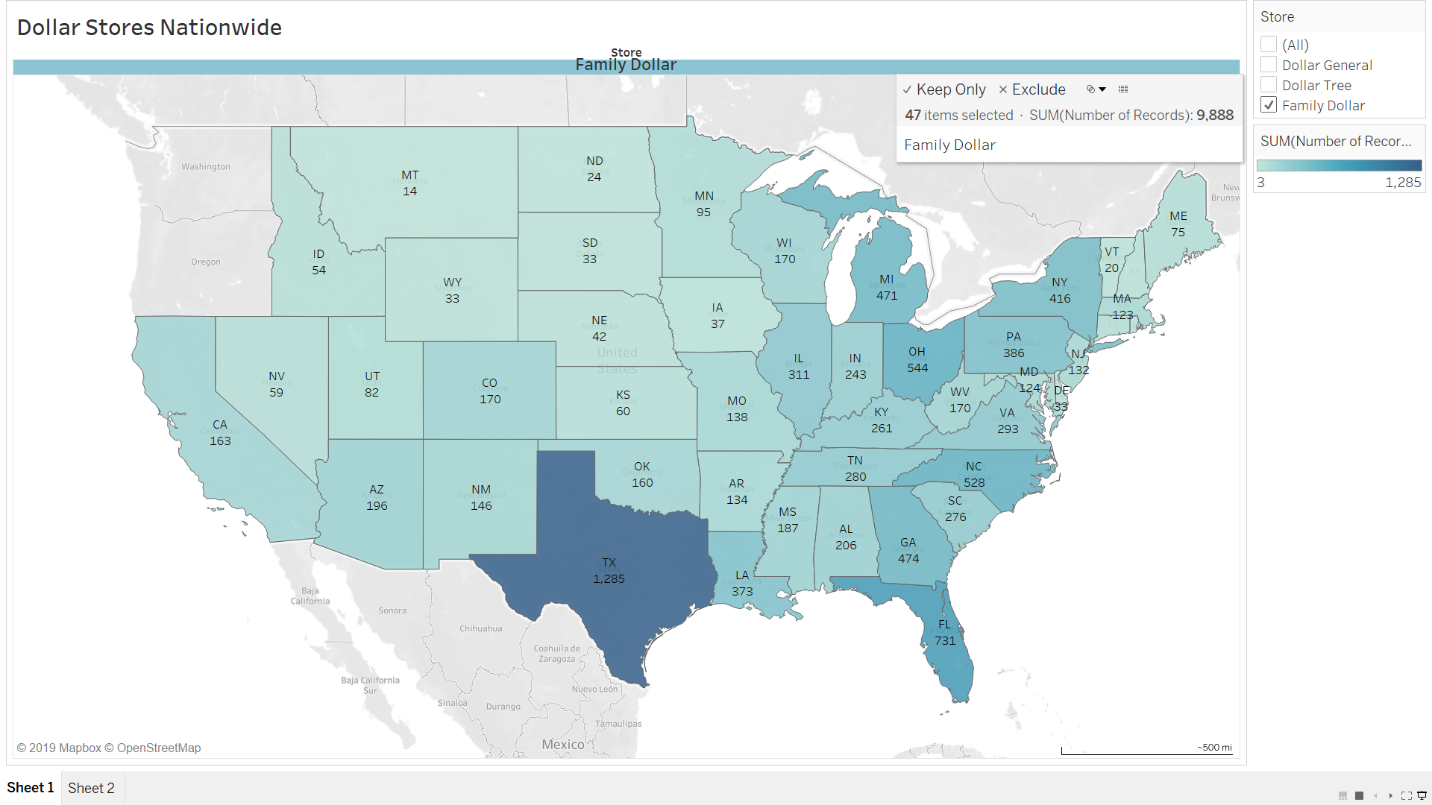 Dollar Stores Nationwide
Store
Family Dollar
Store
(All)
Dollar General
Dollar Tree
Family Dollar
SUM(Number of Recor...
3
1,285
Keep Only
Exclude
47 items selected · SUM(Number of Records): 9,888
Family Dollar
Washington
Oregon
MT
14
ND
24
MN
95
ID
54
SD
33
WI
170
WY
33
MI
471
NY
416
VT
20
ME
75
New
Brunsw
MA
123
IA
37
NE
42
United
States
PA
386
NJ
132
OH
544
IL
311
IN
243
MD
124
DE
33
NV
59
UT
82
CO
170
KS
60
MO
138
WV
170
VA
293
KY
261
CA
163
TN
280
NC
528
OK
160
AR
134
AZ
196
NM
146
SC
276
MS
187
AL
206
GA
474
TX
1,285
LA
373
FL
731
Baja
California
Sonora
Chihuahua
Coahuila de
Zaragoza
Baja California
Sur
Nuevo León
Sinaloa
Durango
Tamaulipas
Mexico
© 2019 Mapbox © OpenStreetMap
~500 mi
Sheet 1
Sheet 2